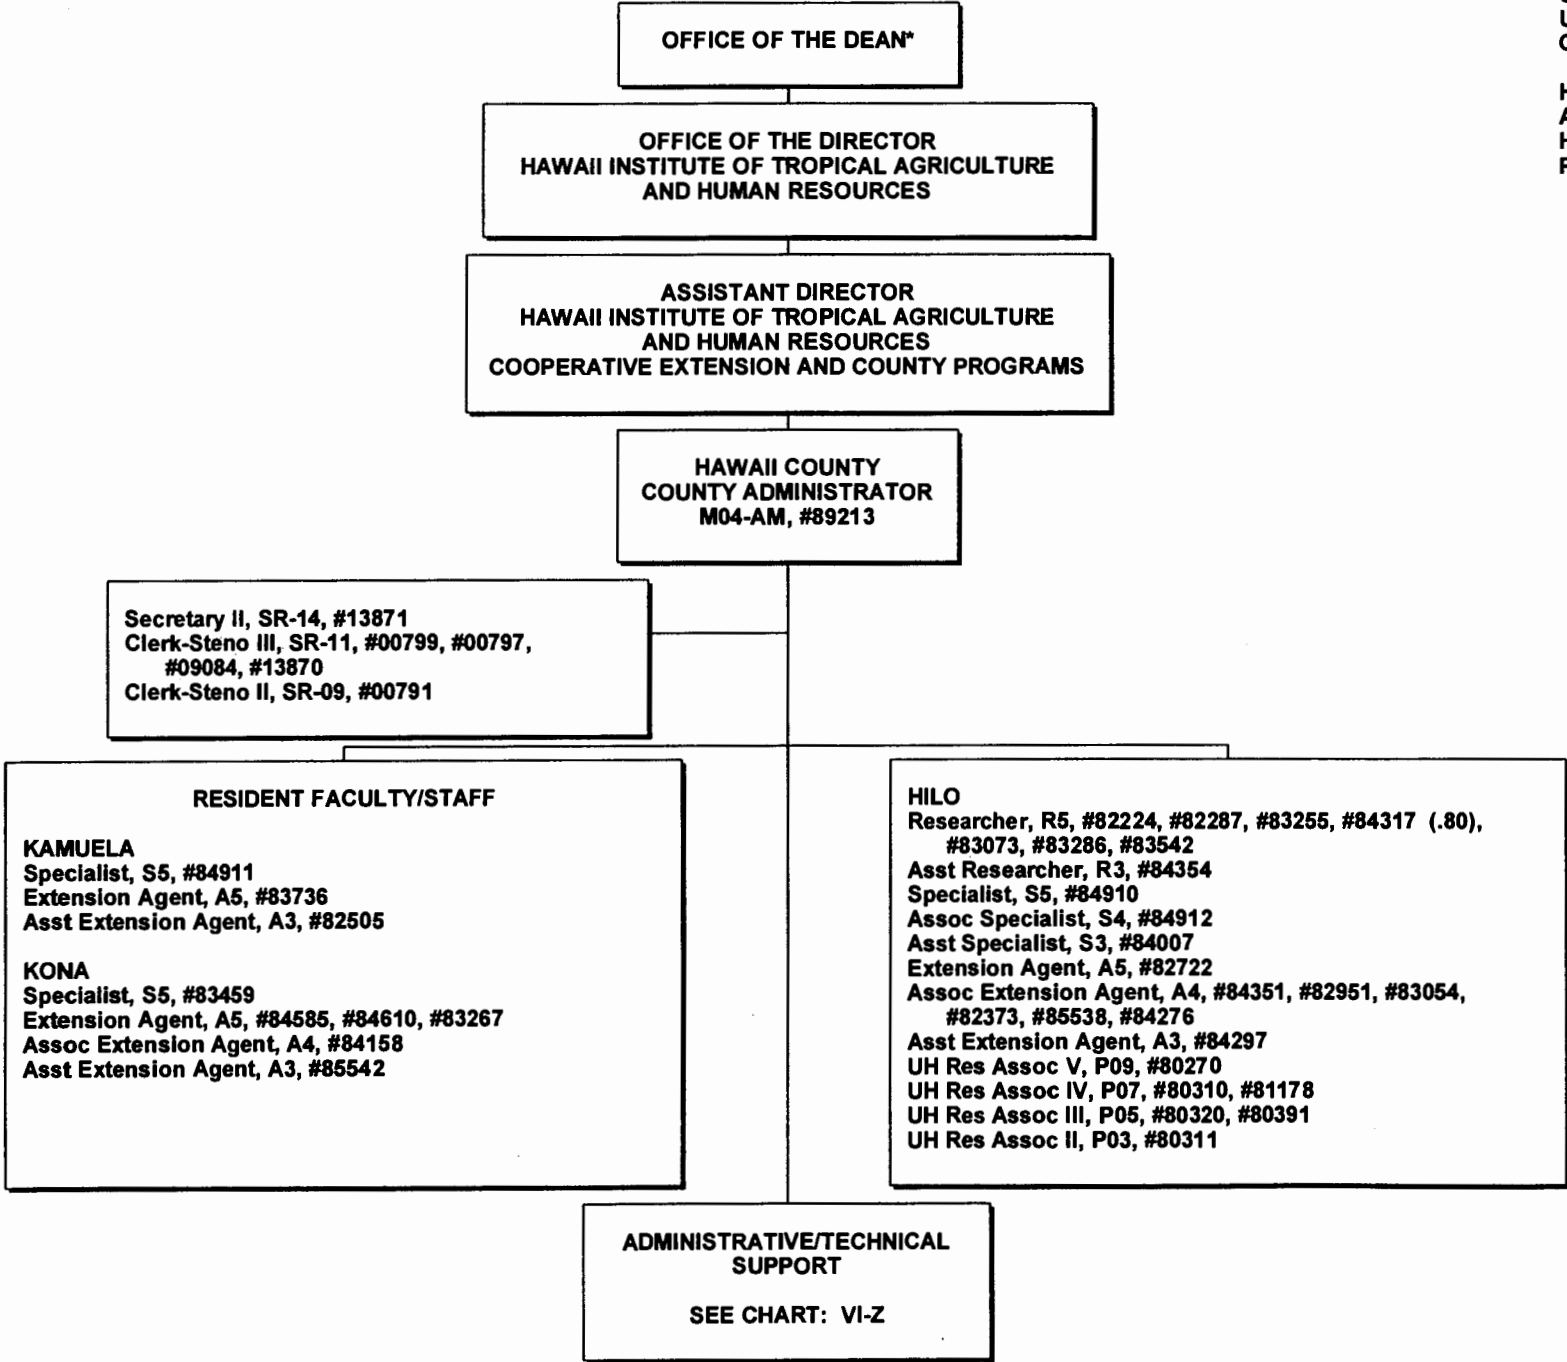 OFFICE OF THE DEAN*
OFFICE OF THE DIRECTOR
HAWAII INSTITUTE OF TROPICAL AGRICULTURE
AND HUMAN RESOURCES
ASSISTANT DIRECTOR
HAWAII INSTITUTE OF TROPICAL AGRICULTURE
AND HUMAN RESOURCES
COOPERATIVE EXTENSION AND COUNTY PROGRAMS
HAWAII COUNTY
COUNTY ADMINISTRATOR
M04-AM, #89213
Secretary II, SR-14, #13871
Clerk-Steno III, SR-11, #00799, #00797,
#09084, #13870
Clerk-Steno II, SR-09, #00791
RESIDENT FACULTY/STAFF
KAMUELA
Specialist, S5, #84911
Extension Agent, A5, #83736
Asst Extension Agent, A3, #82505
KONA
Specialist, S5, #83459
Extension Agent, A5, #84585, #84610, #83267
Assoc Extension Agent, A4, #84158
Asst Extension Agent, A3, #85542
HILO
Researcher, R5, #82224, #82287, #83255, #84317 (.80),
#83073, #83286, #83542
Asst Researcher, R3, #84354
Specialist, S5, #84910
Assoc Specialist, S4, #84912
Asst Specialist, S3, #84007
Extension Agent, A5, #82722
Assoc Extension Agent, A4, #84351, #82951, #83054,
#82373, #85538, #84276
Asst Extension Agent, A3, #84297
UH Res Assoc V, P09, #80270
UH Res Assoc IV, P07, #80310, #81178
UH Res Assoc III, P05, #80320, #80391
UH Res Assoc II, P03, #80311
ADMINISTRATIVE/TECHNICAL
SUPPORT
SEE CHART: VI-Z